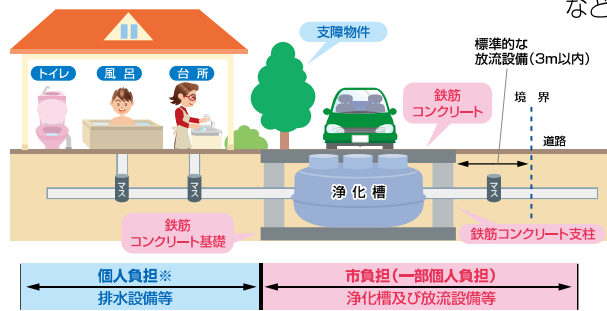 など
支障物件
標準的な
放流設備(3m以内)
トイレ
風呂
台所
鉄筋
コンクリート
境界
道路
マス
マス
浄化槽
マス
鉄筋
コンクリート基礎
鉄筋コンクリート支柱
個人負担※
市負担(一部個人負担)
排水設備等
浄化槽及び放流設備等